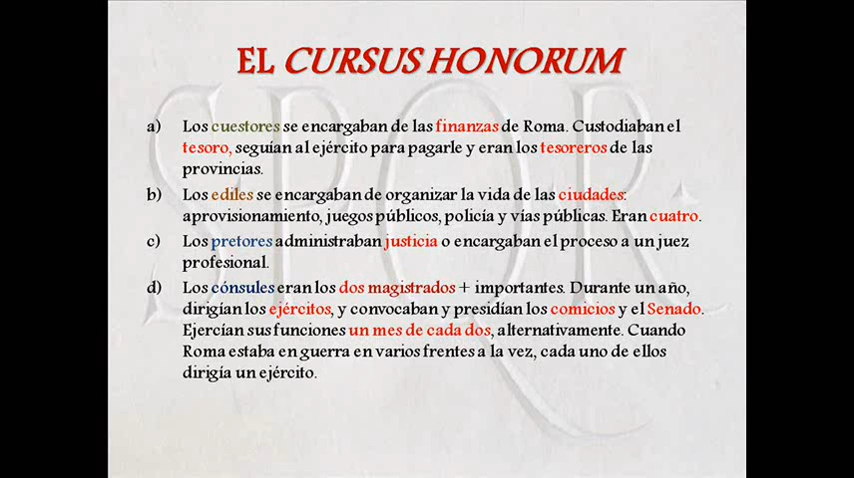 EL CURSUS HONORUM
a) Los cuestores se encargaban de las finanzas de Roma. Custodiaban el
tesoro, seguían al ejército para pagarle y eran los tesoreros de las
provincias.
b) Los ediles se encargaban de organizar la vida de las ciudades:
aprovisionamiento, juegos públicos, policía y vías públicas. Eran cuatro.
c) Los pretores administraban justicia o encargaban el proceso a un juez
profesional.
d) Los cónsules eran los dos magistrados + importantes. Durante un año,
dirigían los ejércitos, y convocaban y presidían los comicios y el Senado.
Ejercían sus funciones un mes de cada dos, alternativamente. Cuando
Roma estaba en guerra en varios frentes a la vez, cada uno de ellos
dirigía un ejército.
SPQR